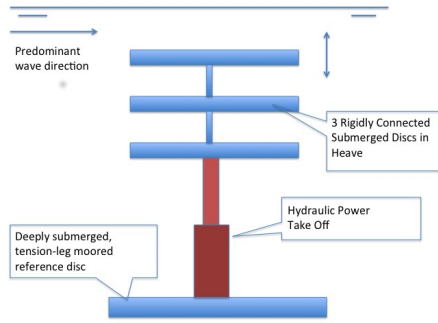 Predominant
wave direction
3 Rigidly Connected
Submerged Discs in
Heave
Hydraulic Power
Take Off
Deeply submerged,
tension-leg moored
reference disc